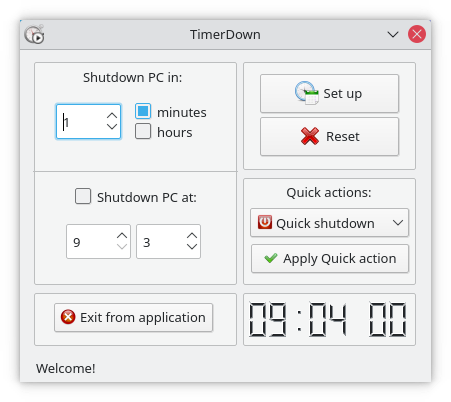 TimerDown
Shutdown PC in:
1
minutes
hours
Shutdown PC at:
9
3
Set up
Reset
Quick actions:
Quick shutdown
Apply Quick action
Exit from application
09:04 00
Welcome!